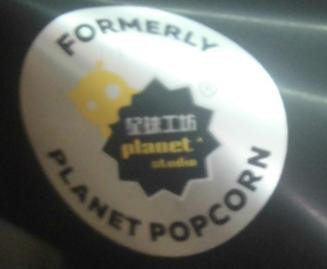 FORMERLY
星球工坊
planet
studio
PLANET POPCORN